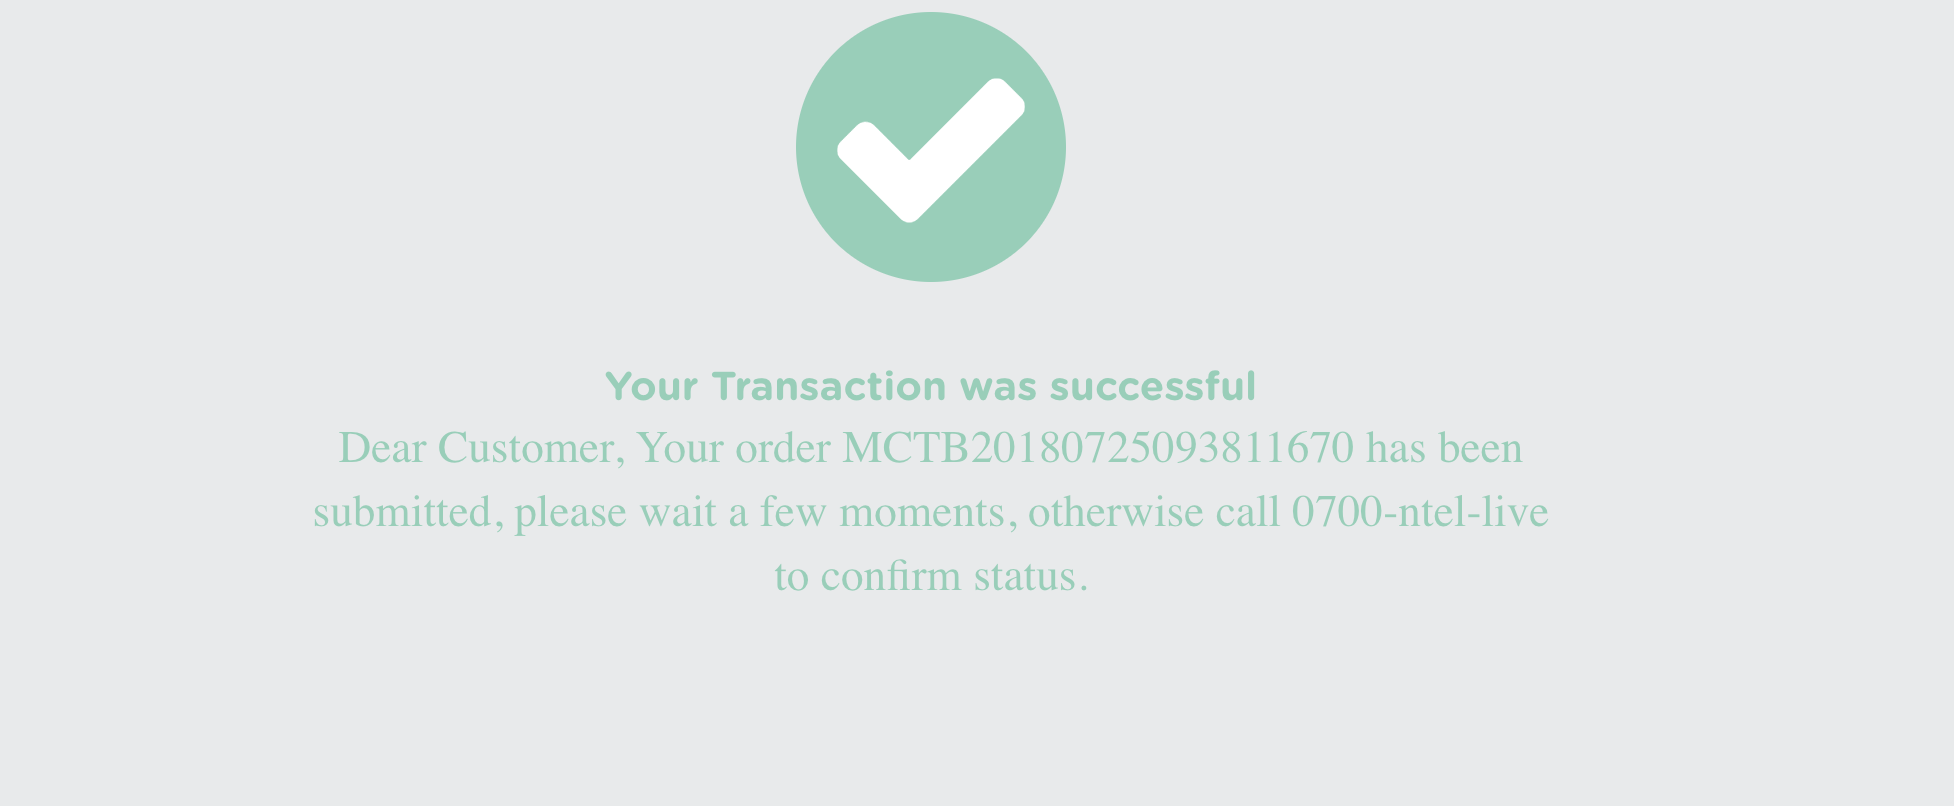 Your Transaction was successful
Dear Customer, Your order MCTB20180725093811670 has been
submitted, please wait a few moments, otherwise call 0700-ntel-live
to confirm status.